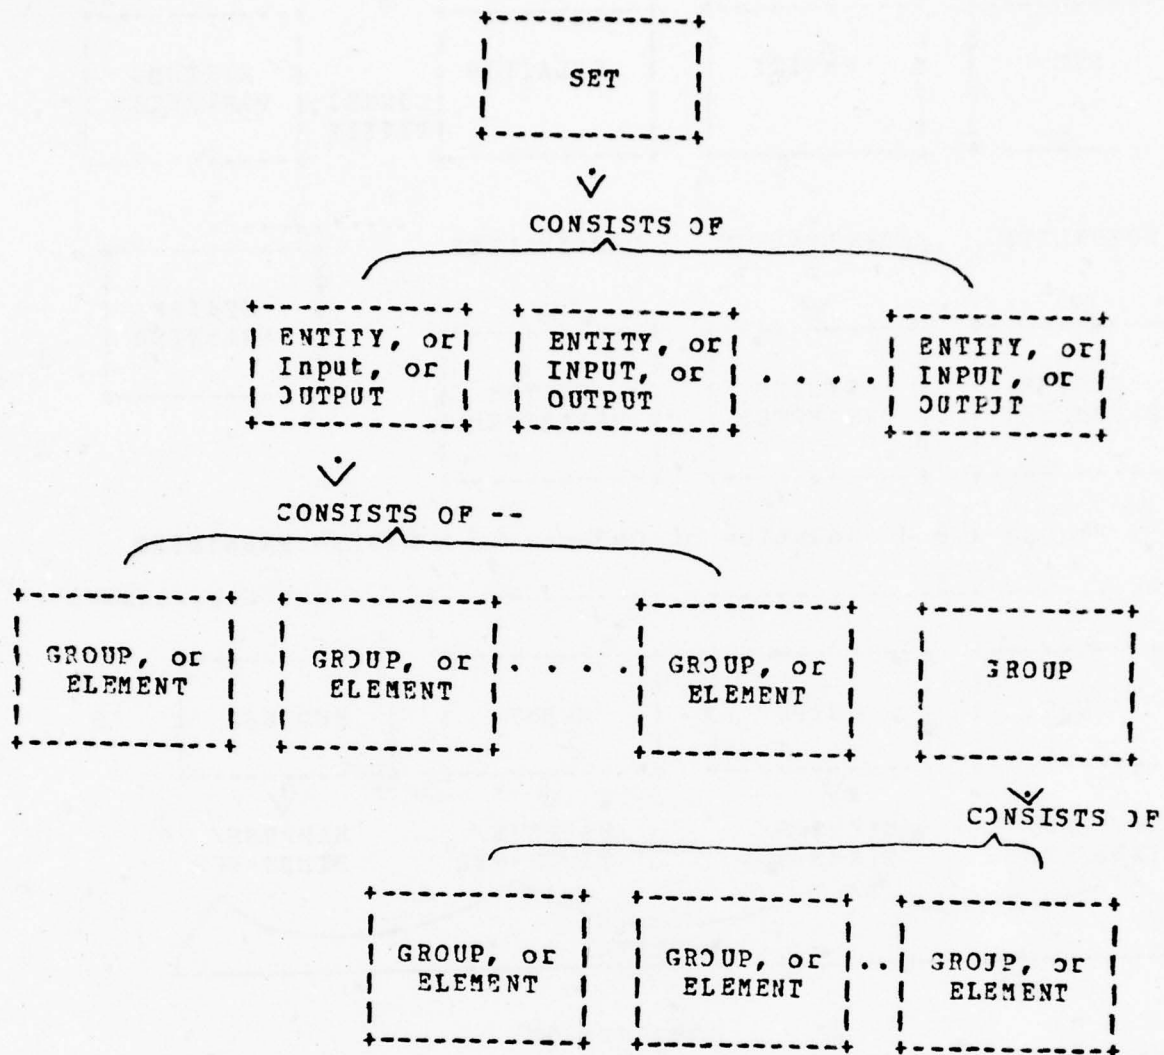 SET
CONSISTS OF
ENTITY, or
Input, or
OUTPUT
ENTITY, or
INPUT, or
OUTPUT
. . . . .
ENTITY, or
INPUT, or
OUTPUT
CONSISTS OF --
GROUP, or
ELEMENT
GROUP, or
ELEMENT
. . . .
GROUP, or
ELEMENT
GROUP
CONSISTS OF
GROUP, or
ELEMENT
GROUP, or
ELEMENT
..
GROUP, or
ELEMENT